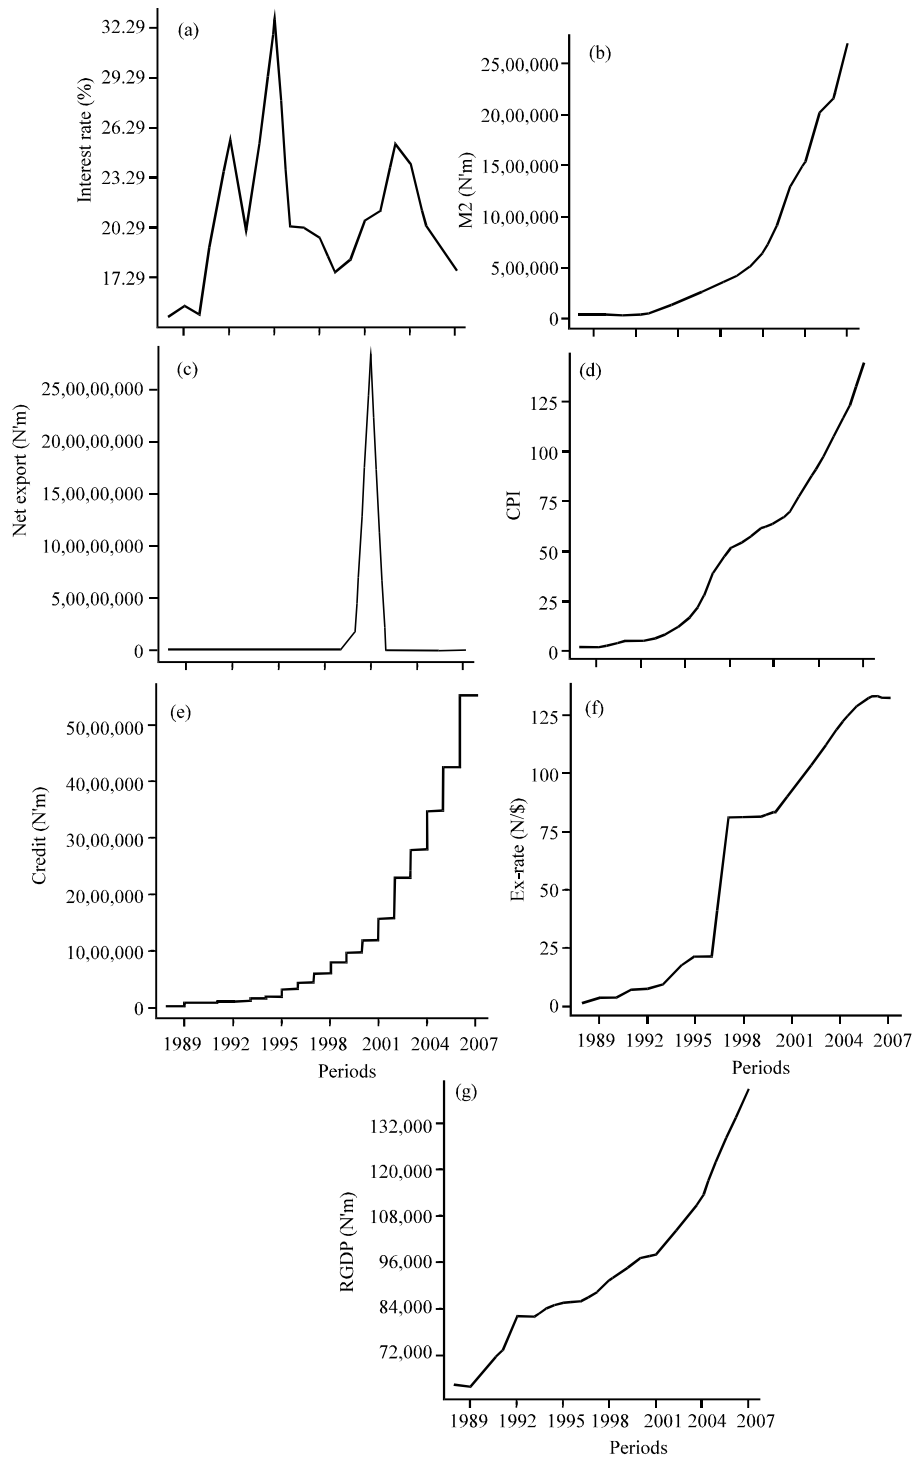 (a)
Interest rate (%)
32.29
29.29
26.29
23.29
20.29
17.29
(b)
M2 (N'm)
25,00,000
20,00,000
15,00,000
10,00,000
5,00,000
0
(c)
Net export (N'm)
25,00,00,000
20,00,00,000
15,00,00,000
10,00,00,000
5,00,00,000
0
(d)
CPI
125
100
75
50
25
0
(e)
Credit (N'm)
50,00,000
40,00,000
30,00,000
20,00,000
10,00,000
0
1989 1992 1995 1998 2001 2004 2007
Periods
(f)
Ex-rate (N/$)
125
100
75
50
25
0
1989 1992 1995 1998 2001 2004 2007
Periods
(g)
RGDP (N'm)
132,000
120,000
108,000
96,000
84,000
72,000
1989 1992 1995 1998 2001 2004 2007
Periods